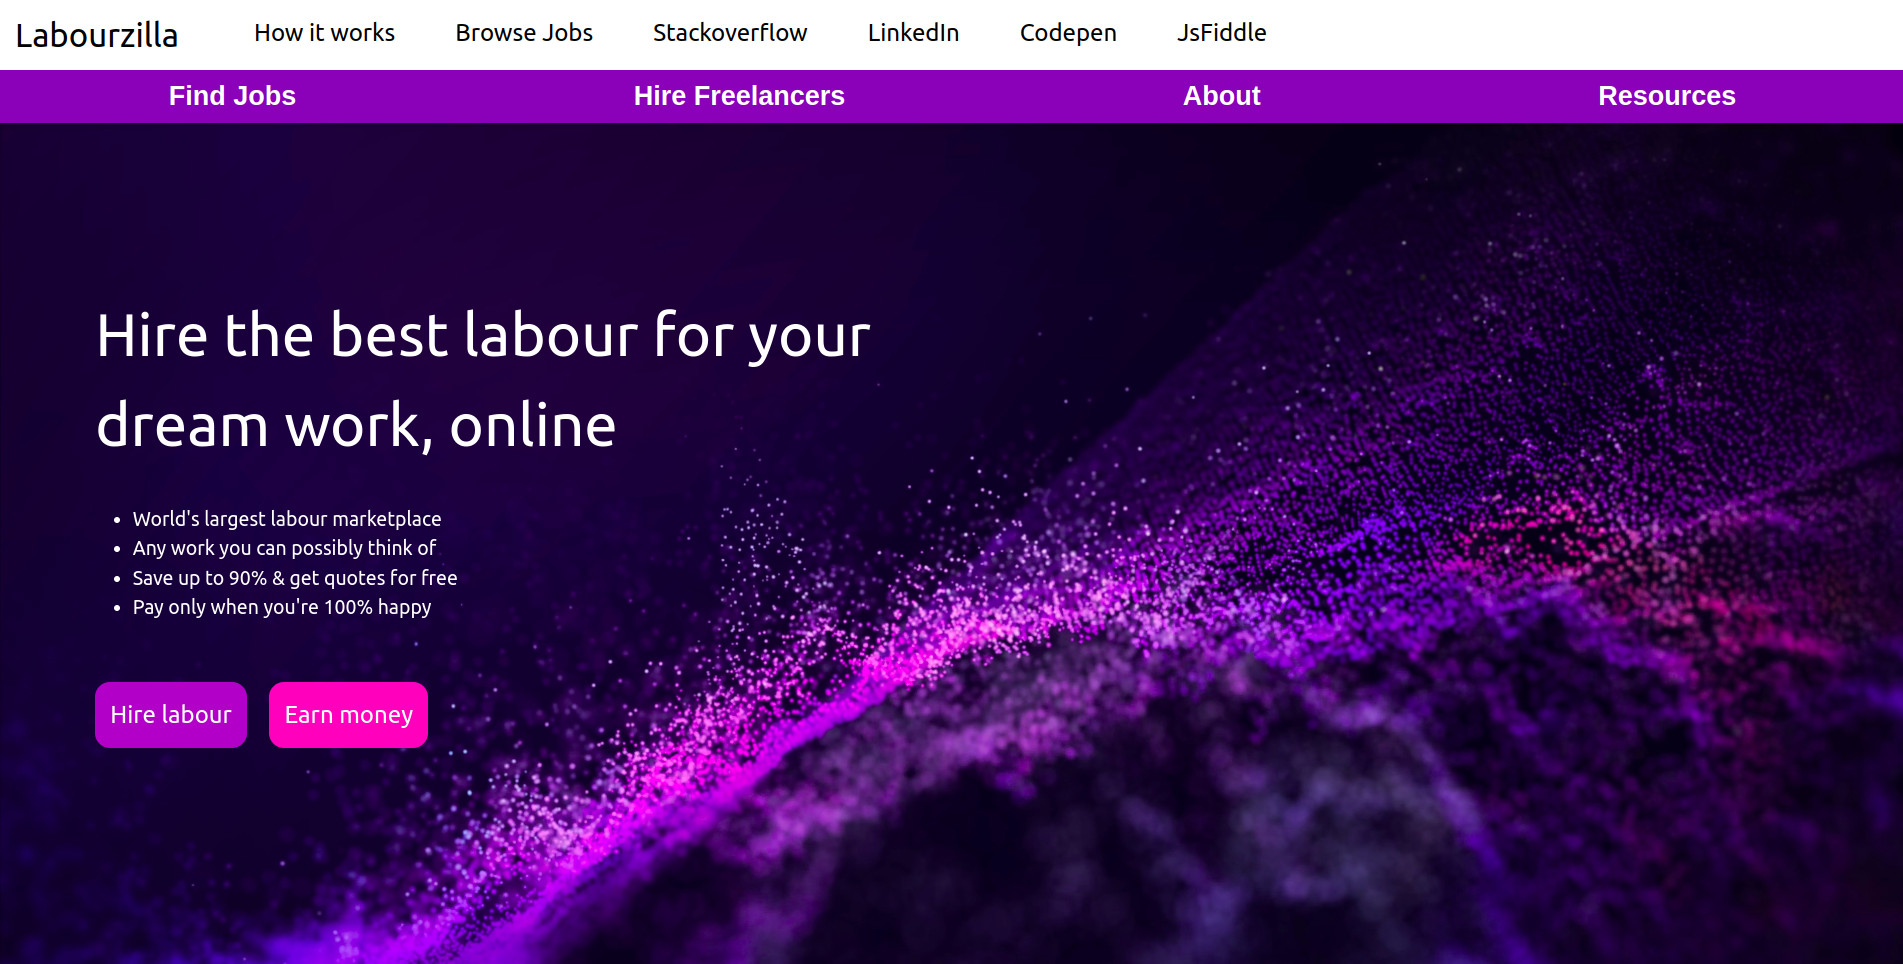 Labourzilla How it works Browse Jobs Stackoverflow LinkedIn Codepen JsFiddle
Find Jobs Hire Freelancers About Resources
Hire the best labour for your
dream work, online
• World's largest labour marketplace
• Any work you can possibly think of
• Save up to 90% & get quotes for free
• Pay only when you're 100% happy
Hire labour Earn money